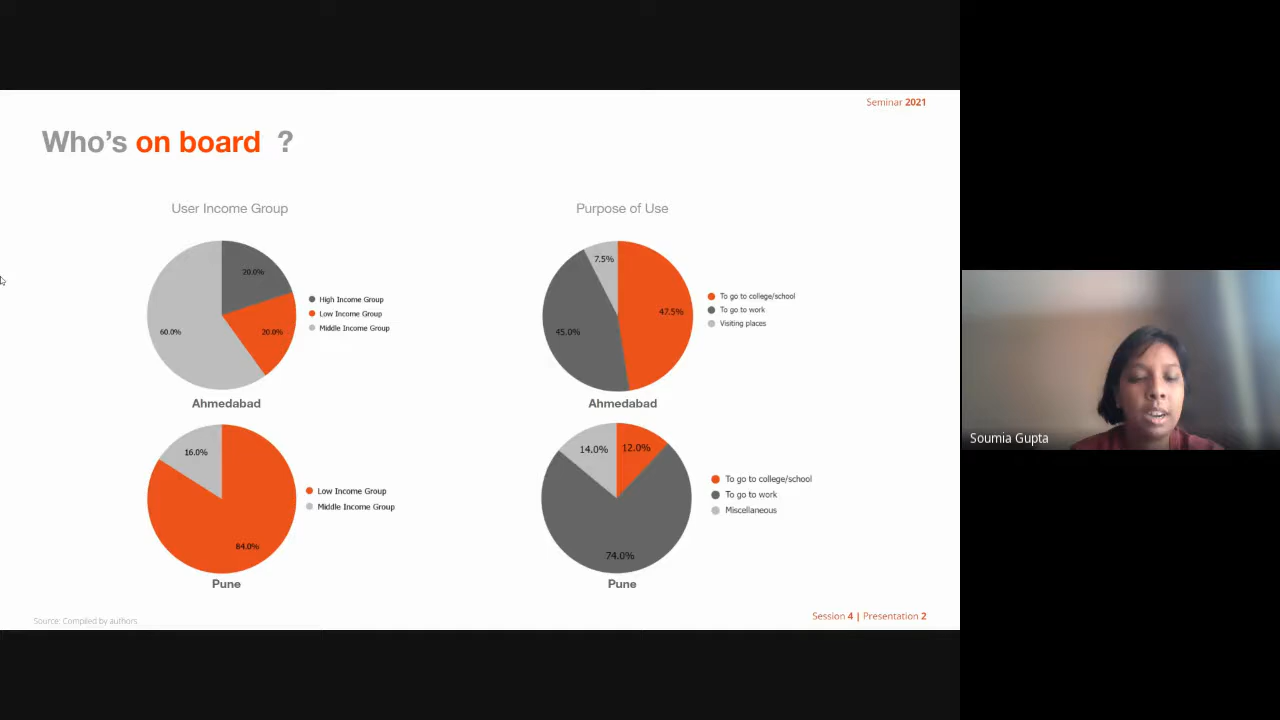 Seminar 2021
Who's on board ?
User Income Group
20.0%
60.0%
20.0%
High Income Group
Low Income Group
Middle Income Group
Ahmedabad
Purpose of Use
7.5%
47.5%
45.0%
To go to college/school
To go to work
Visiting places
Ahmedabad
16.0%
84.0%
Low Income Group
Middle Income Group
Pune
14.0%
12.0%
74.0%
To go to college/school
To go to work
Miscellaneous
Pune
Source: Compiled by authors
Session 4 | Presentation 2
Soumia Gupta